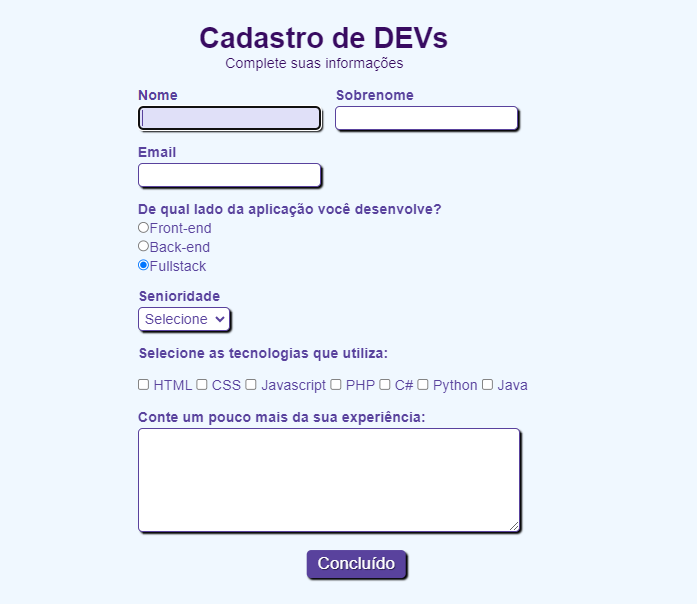 Cadastro de DEVs
Complete suas informações
Nome Sobrenome
Email
De qual lado da aplicação você desenvolve?
Front-end
Back-end
Fullstack
Senioridade
Selecione
Selecione as tecnologias que utiliza:
HTML CSS Javascript PHP C# Python Java
Conte um pouco mais da sua experiência:
Concluído